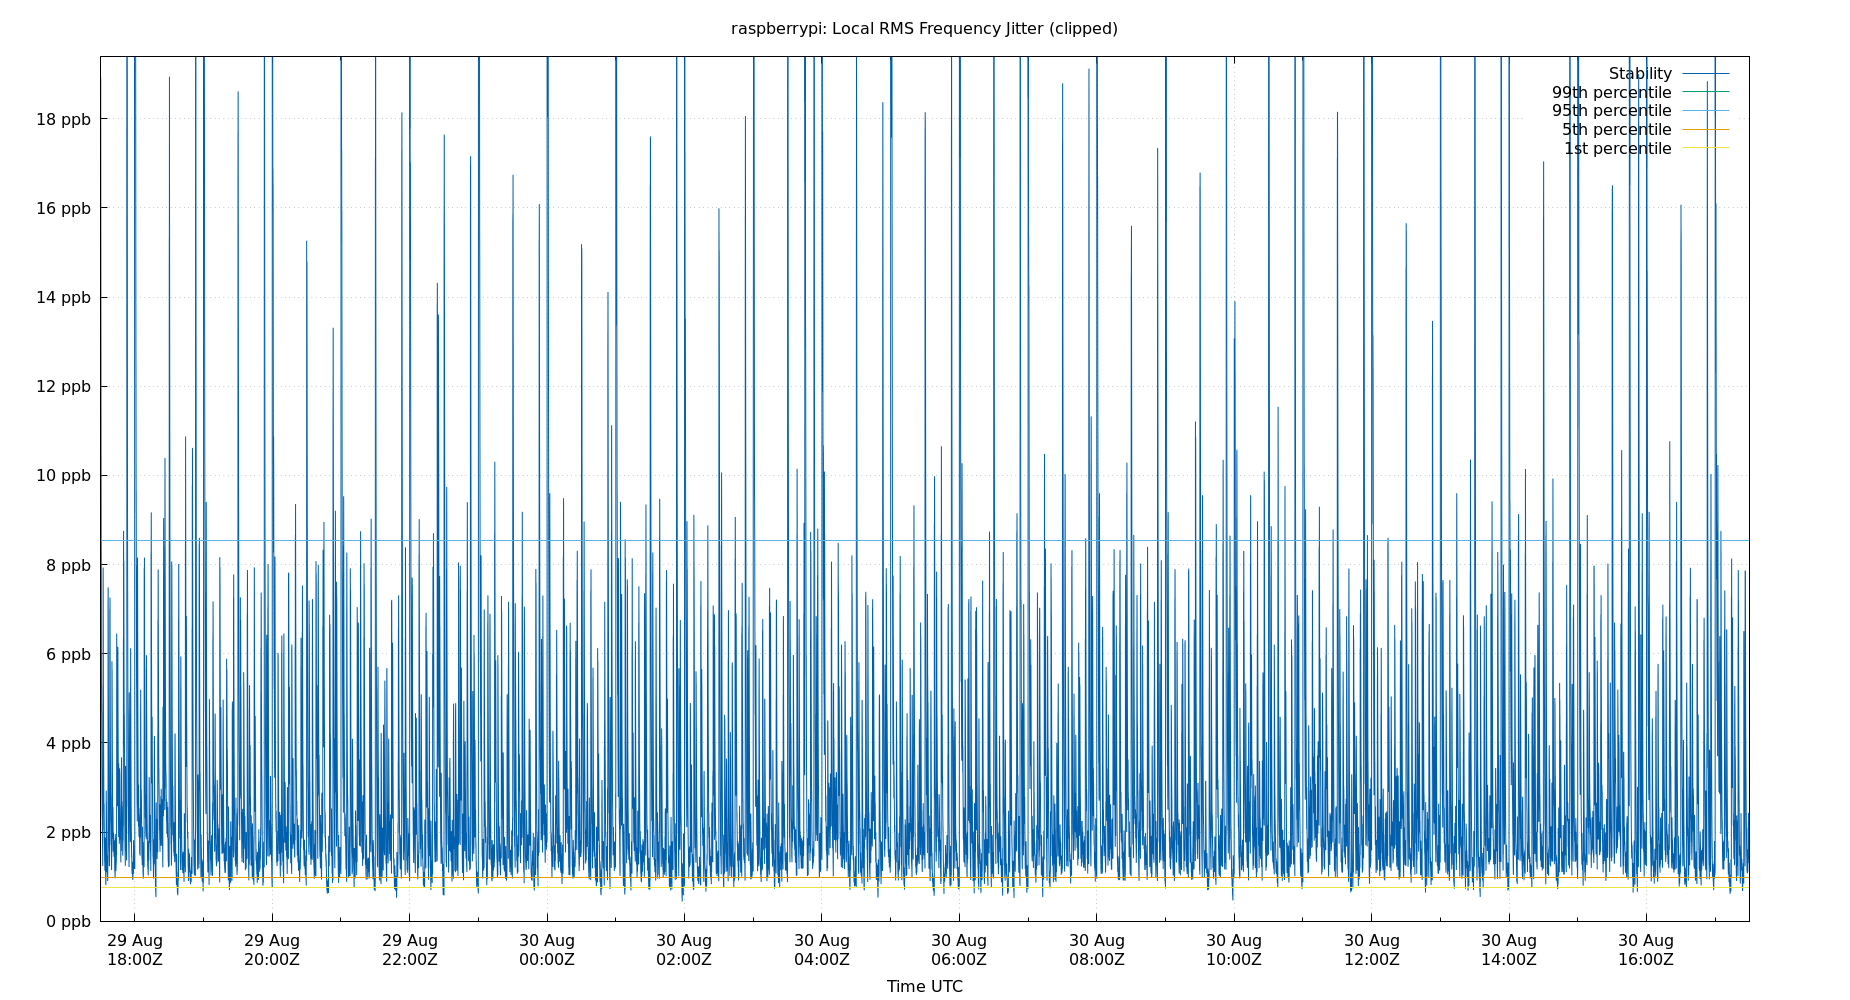 raspberrypi: Local RMS Frequency Jitter (clipped)
Stability
99th percentile
95th percentile
5th percentile
1st percentile
18 ppb
16 ppb
14 ppb
12 ppb
10 ppb
8 ppb
6 ppb
4 ppb
2 ppb
0 ppb
29 Aug 29 Aug 29 Aug 30 Aug 30 Aug 30 Aug 30 Aug 30 Aug 30 Aug 30 Aug 30 Aug 30 Aug
18:00Z 20:00Z 22:00Z 00:00Z 02:00Z 04:00Z 06:00Z 08:00Z 10:00Z 12:00Z 14:00Z 16:00Z
Time UTC